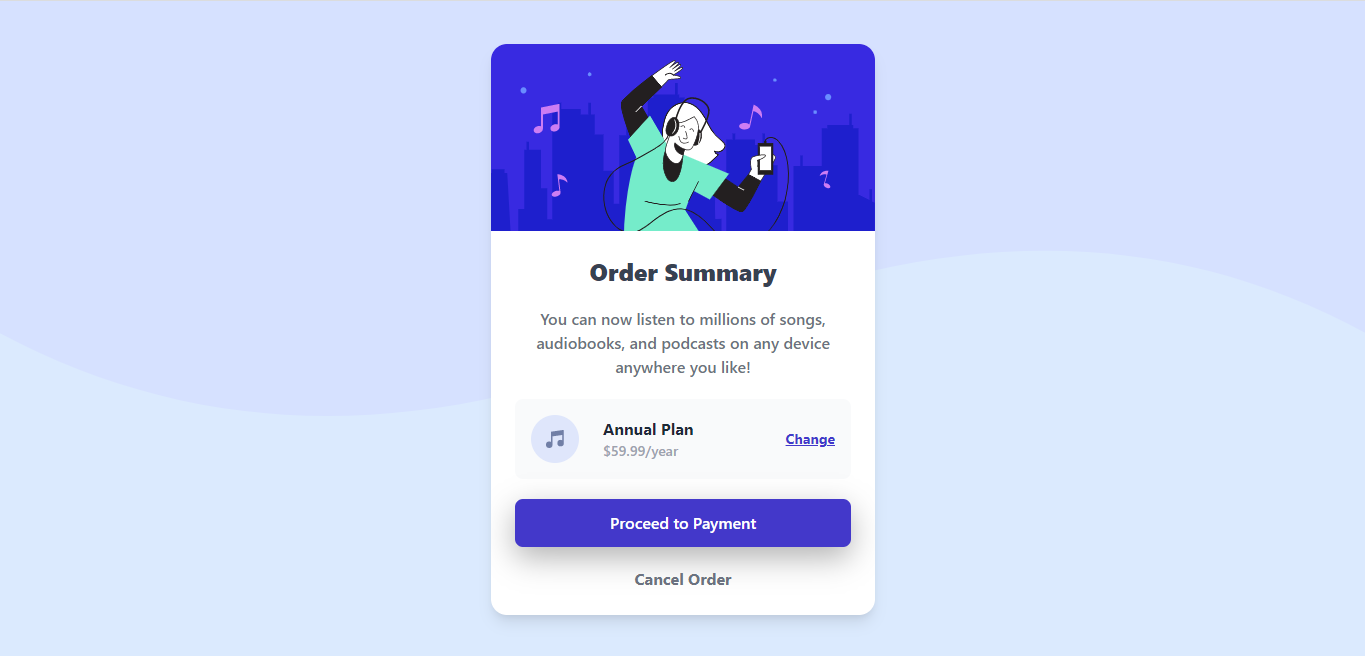 Order Summary
You can now listen to millions of songs,
audiobooks, and podcasts on any device
anywhere you like!
Annual Plan
$59.99/year
Change
Proceed to Payment
Cancel Order